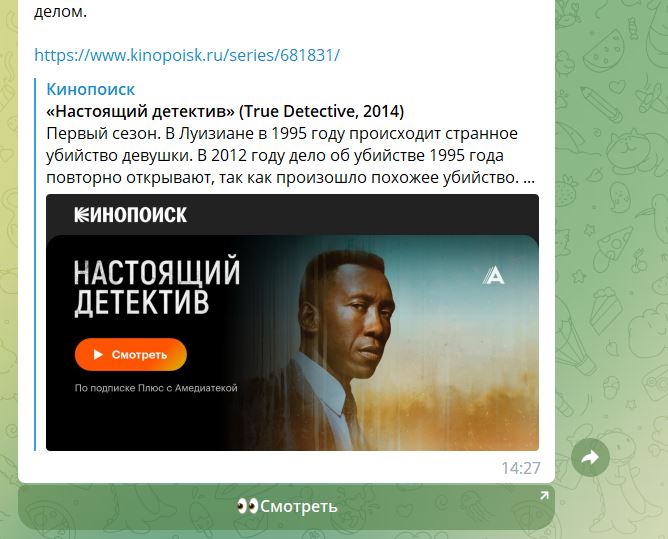 делом.
https://www.kinopoisk.ru/series/681831/
Кинопоиск
«Настоящий детектив» (True Detective, 2014)
Первый сезон. В Луизиане в 1995 году происходит странное
убийство девушки. В 2012 году дело об убийстве 1995 года
повторно открывают, так как произошло похожее убийство. ...
КИНОПОИСК
НАСТОЯЩИЙ
ДЕТЕКТИВ
Смотреть
По подписке Плюс с Амедиатекой
14:27
👀Смотреть